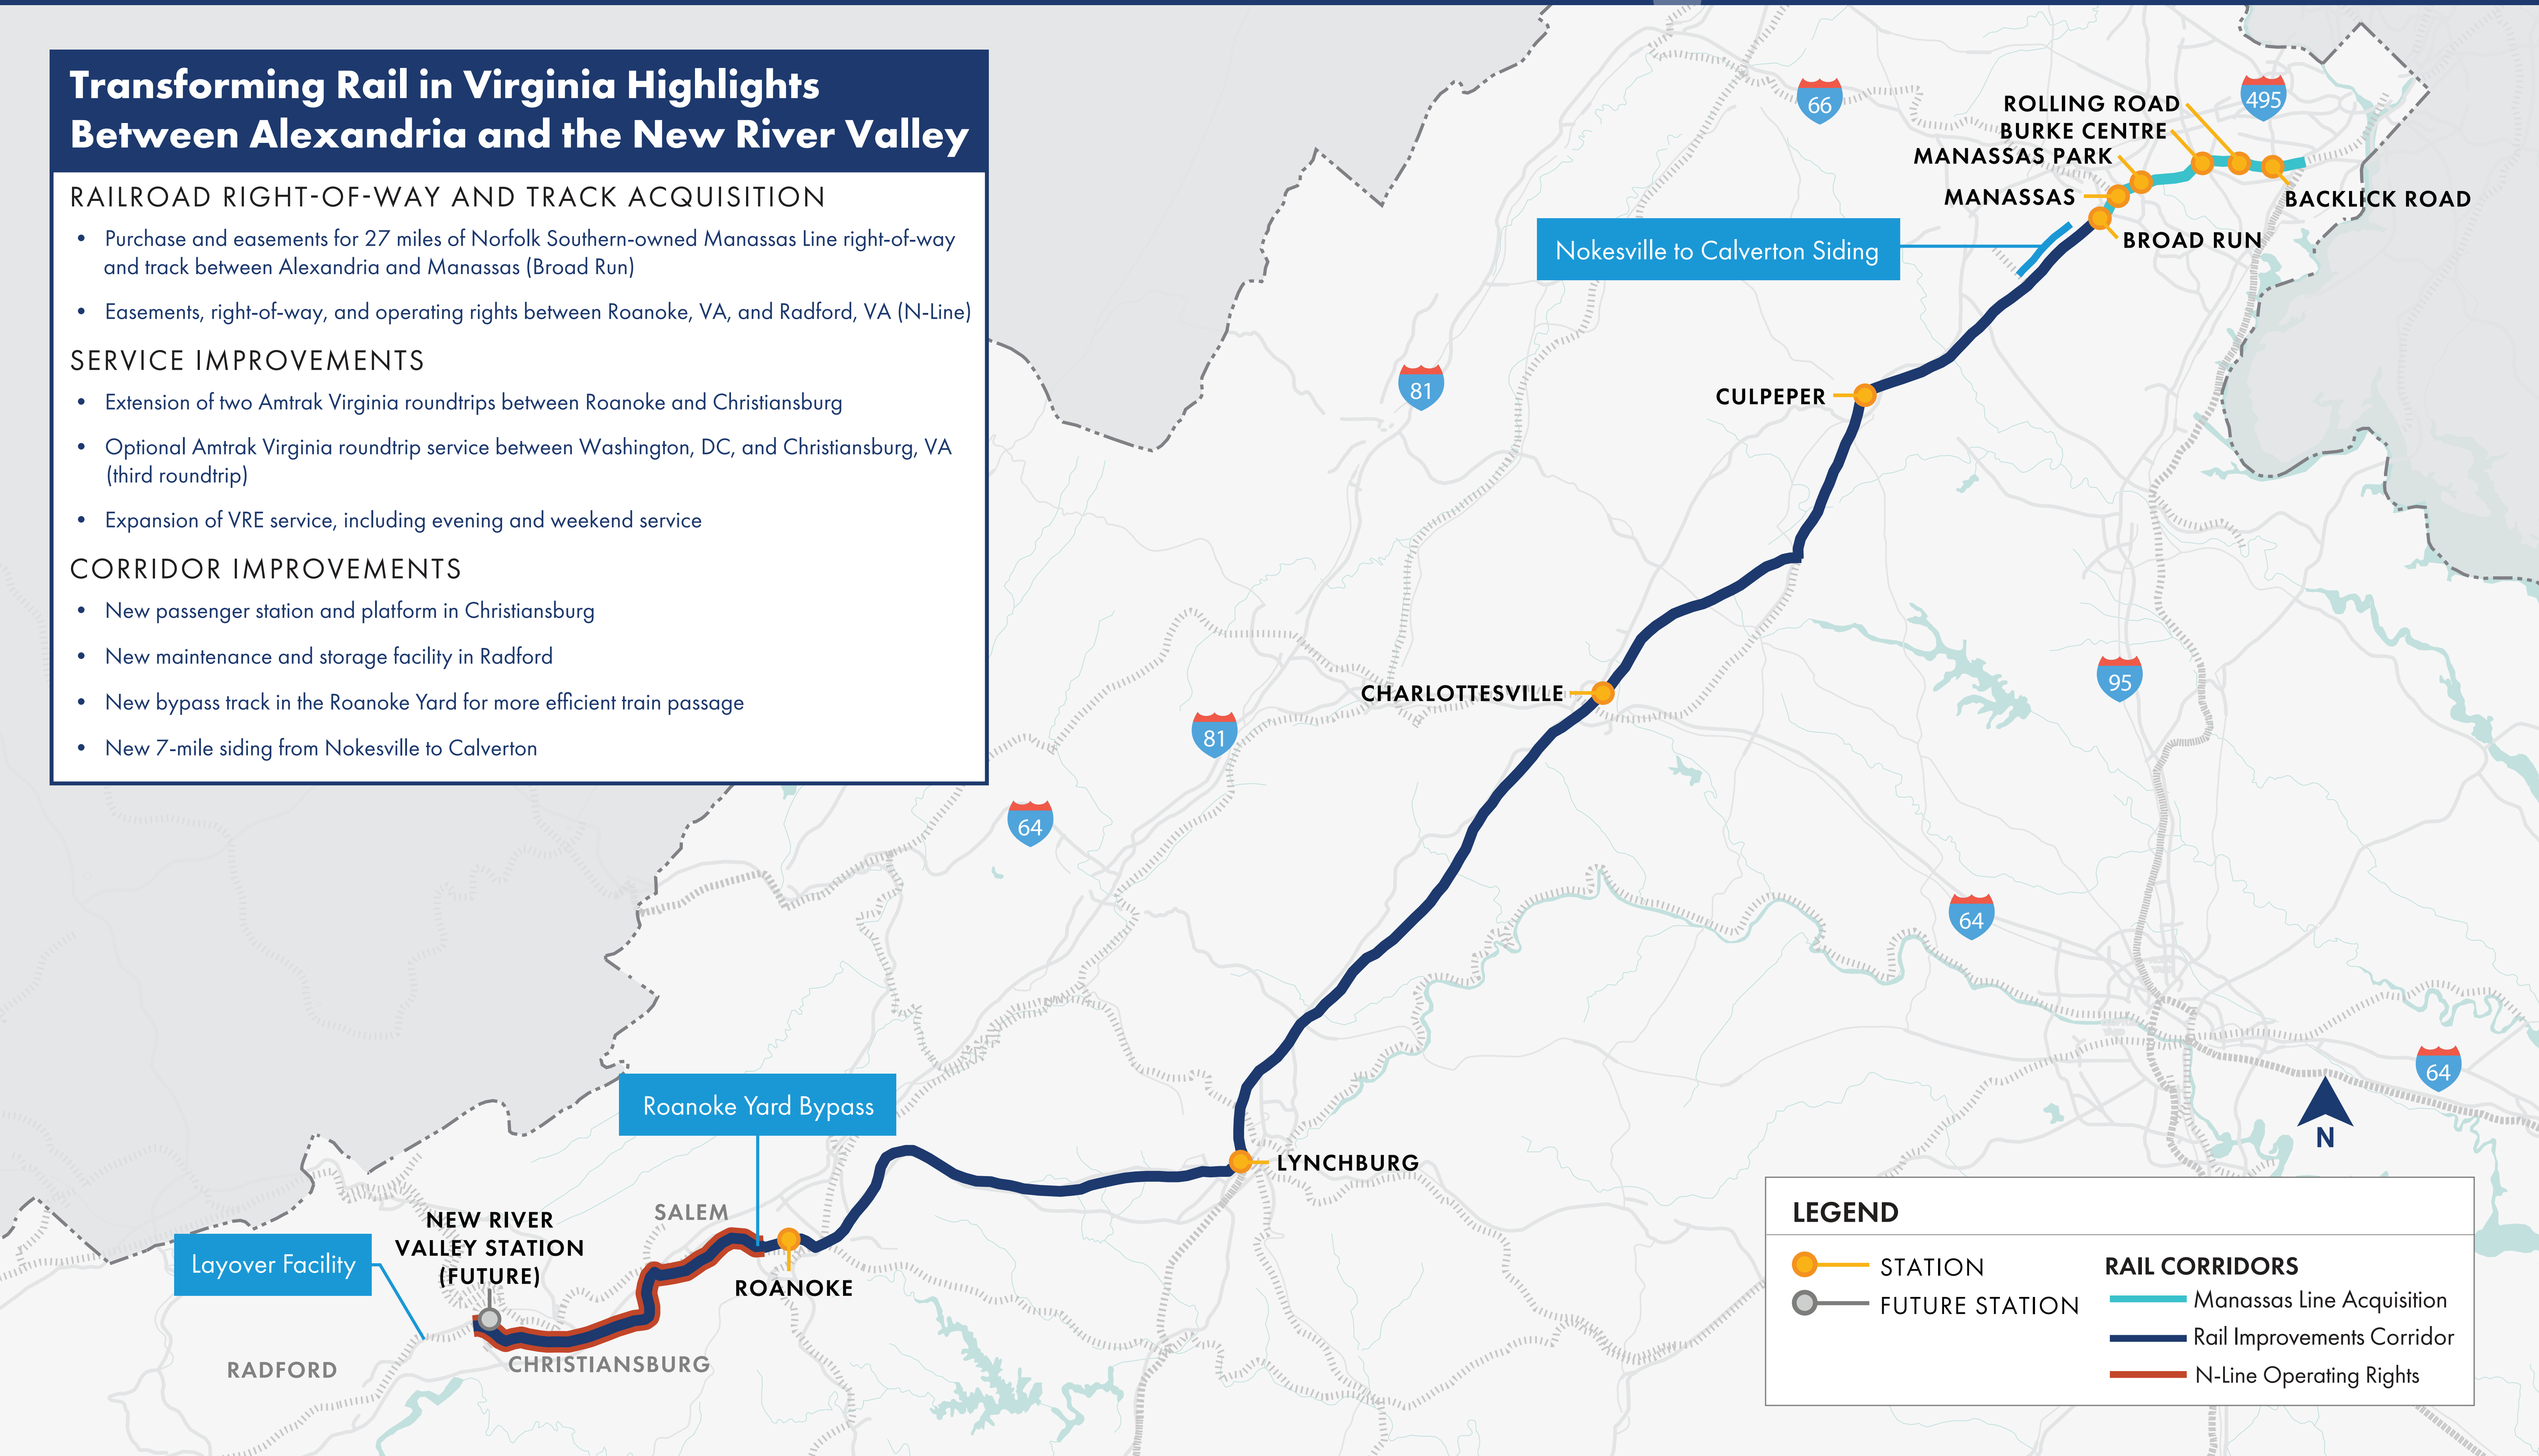 Transforming Rail in Virginia Highlights
Between Alexandria and the New River Valley
RAILROAD RIGHT-OF-WAY AND TRACK ACQUISITION
• Purchase and easements for 27 miles of Norfolk Southern-owned Manassas Line right-of-way
and track between Alexandria and Manassas (Broad Run)
• Easements, right-of-way, and operating rights between Roanoke, VA, and Radford, VA (N-Line)
SERVICE IMPROVEMENTS
• Extension of two Amtrak Virginia roundtrips between Roanoke and Christiansburg
• Optional Amtrak Virginia roundtrip service between Washington, DC, and Christiansburg, VA
(third roundtrip)
• Expansion of VRE service, including evening and weekend service
CORRIDOR IMPROVEMENTS
• New passenger station and platform in Christiansburg
• New maintenance and storage facility in Radford
• New bypass track in the Roanoke Yard for more efficient train passage
• New 7-mile siding from Nokesville to Calverton
66
495
ROLLING ROAD
BURKE CENTRE
MANASSAS PARK
MANASSAS
BACKLICK ROAD
BROAD RUN
Nokesville to Calverton Siding
81
CULPEPER
95
CHARLOTTESVILLE
81
64
64
64
N
Roanoke Yard Bypass
LYNCHBURG
SALEM
NEW RIVER
VALLEY STATION
(FUTURE)
Layover Facility
ROANOKE
RADFORD
CHRISTIANSBURG
LEGEND
STATION
FUTURE STATION
RAIL CORRIDORS
Manassas Line Acquisition
Rail Improvements Corridor
N-Line Operating Rights